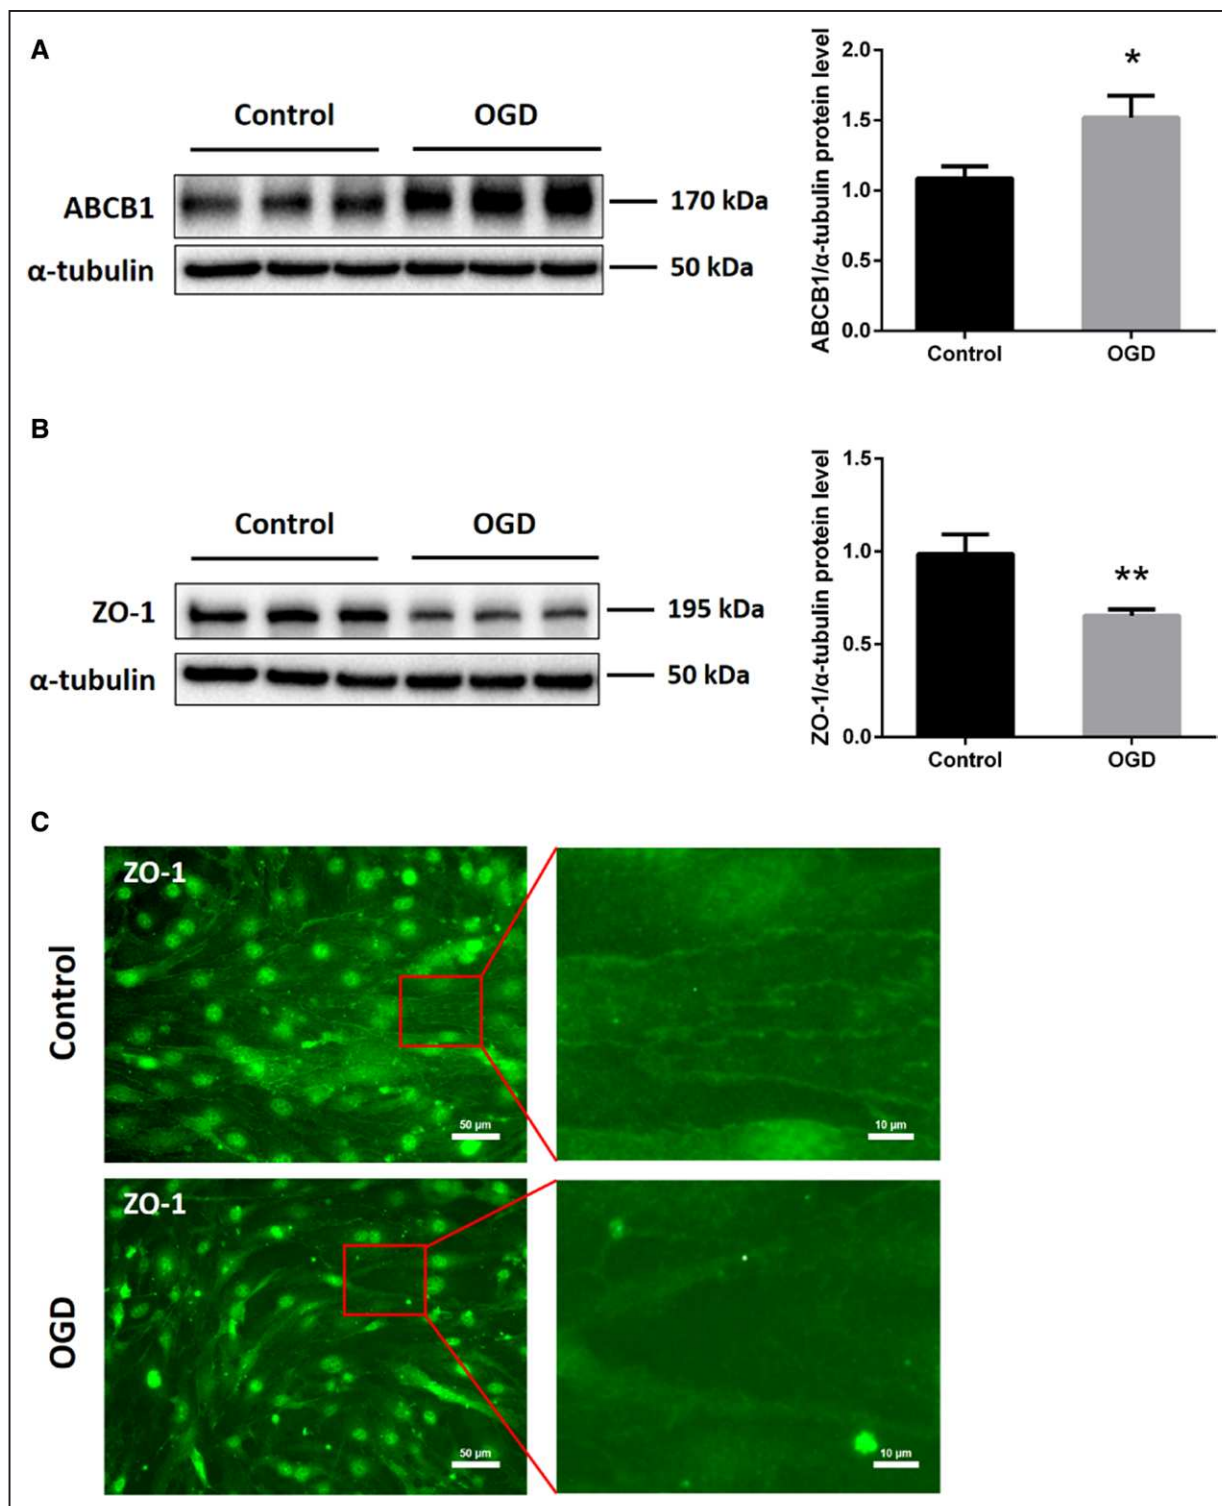 A
Control OGD
ABCB1 170 kDa
α-tubulin 50 kDa
ABCB1/α-tubulin protein level
2.0
1.5
1.0
0.5
0.0
*
Control OGD
B
Control OGD
ZO-1 195 kDa
α-tubulin 50 kDa
ZO-1/α-tubulin protein level
1.5
1.0
0.5
0.0
**
Control OGD
C
Control
ZO-1
50 µm
10 µm
OGD
ZO-1
50 µm
10 µm